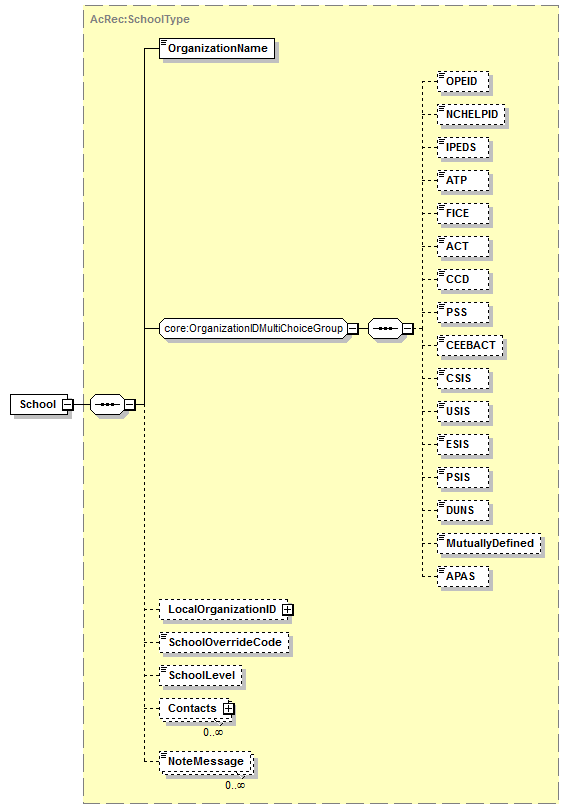 AcRec:SchoolType
OrganizationName
OPEID
NCHELPID
IPEDS
ATP
FICE
ACT
CCD
PSS
core:OrganizationIDMultiChoiceGroup
CEEBACT
CSIS
School
USIS
ESIS
PSIS
DUNS
MutuallyDefined
APAS
LocalOrganizationID
SchoolOverrideCode
SchoolLevel
Contacts
0..∞
NoteMessage
0..∞